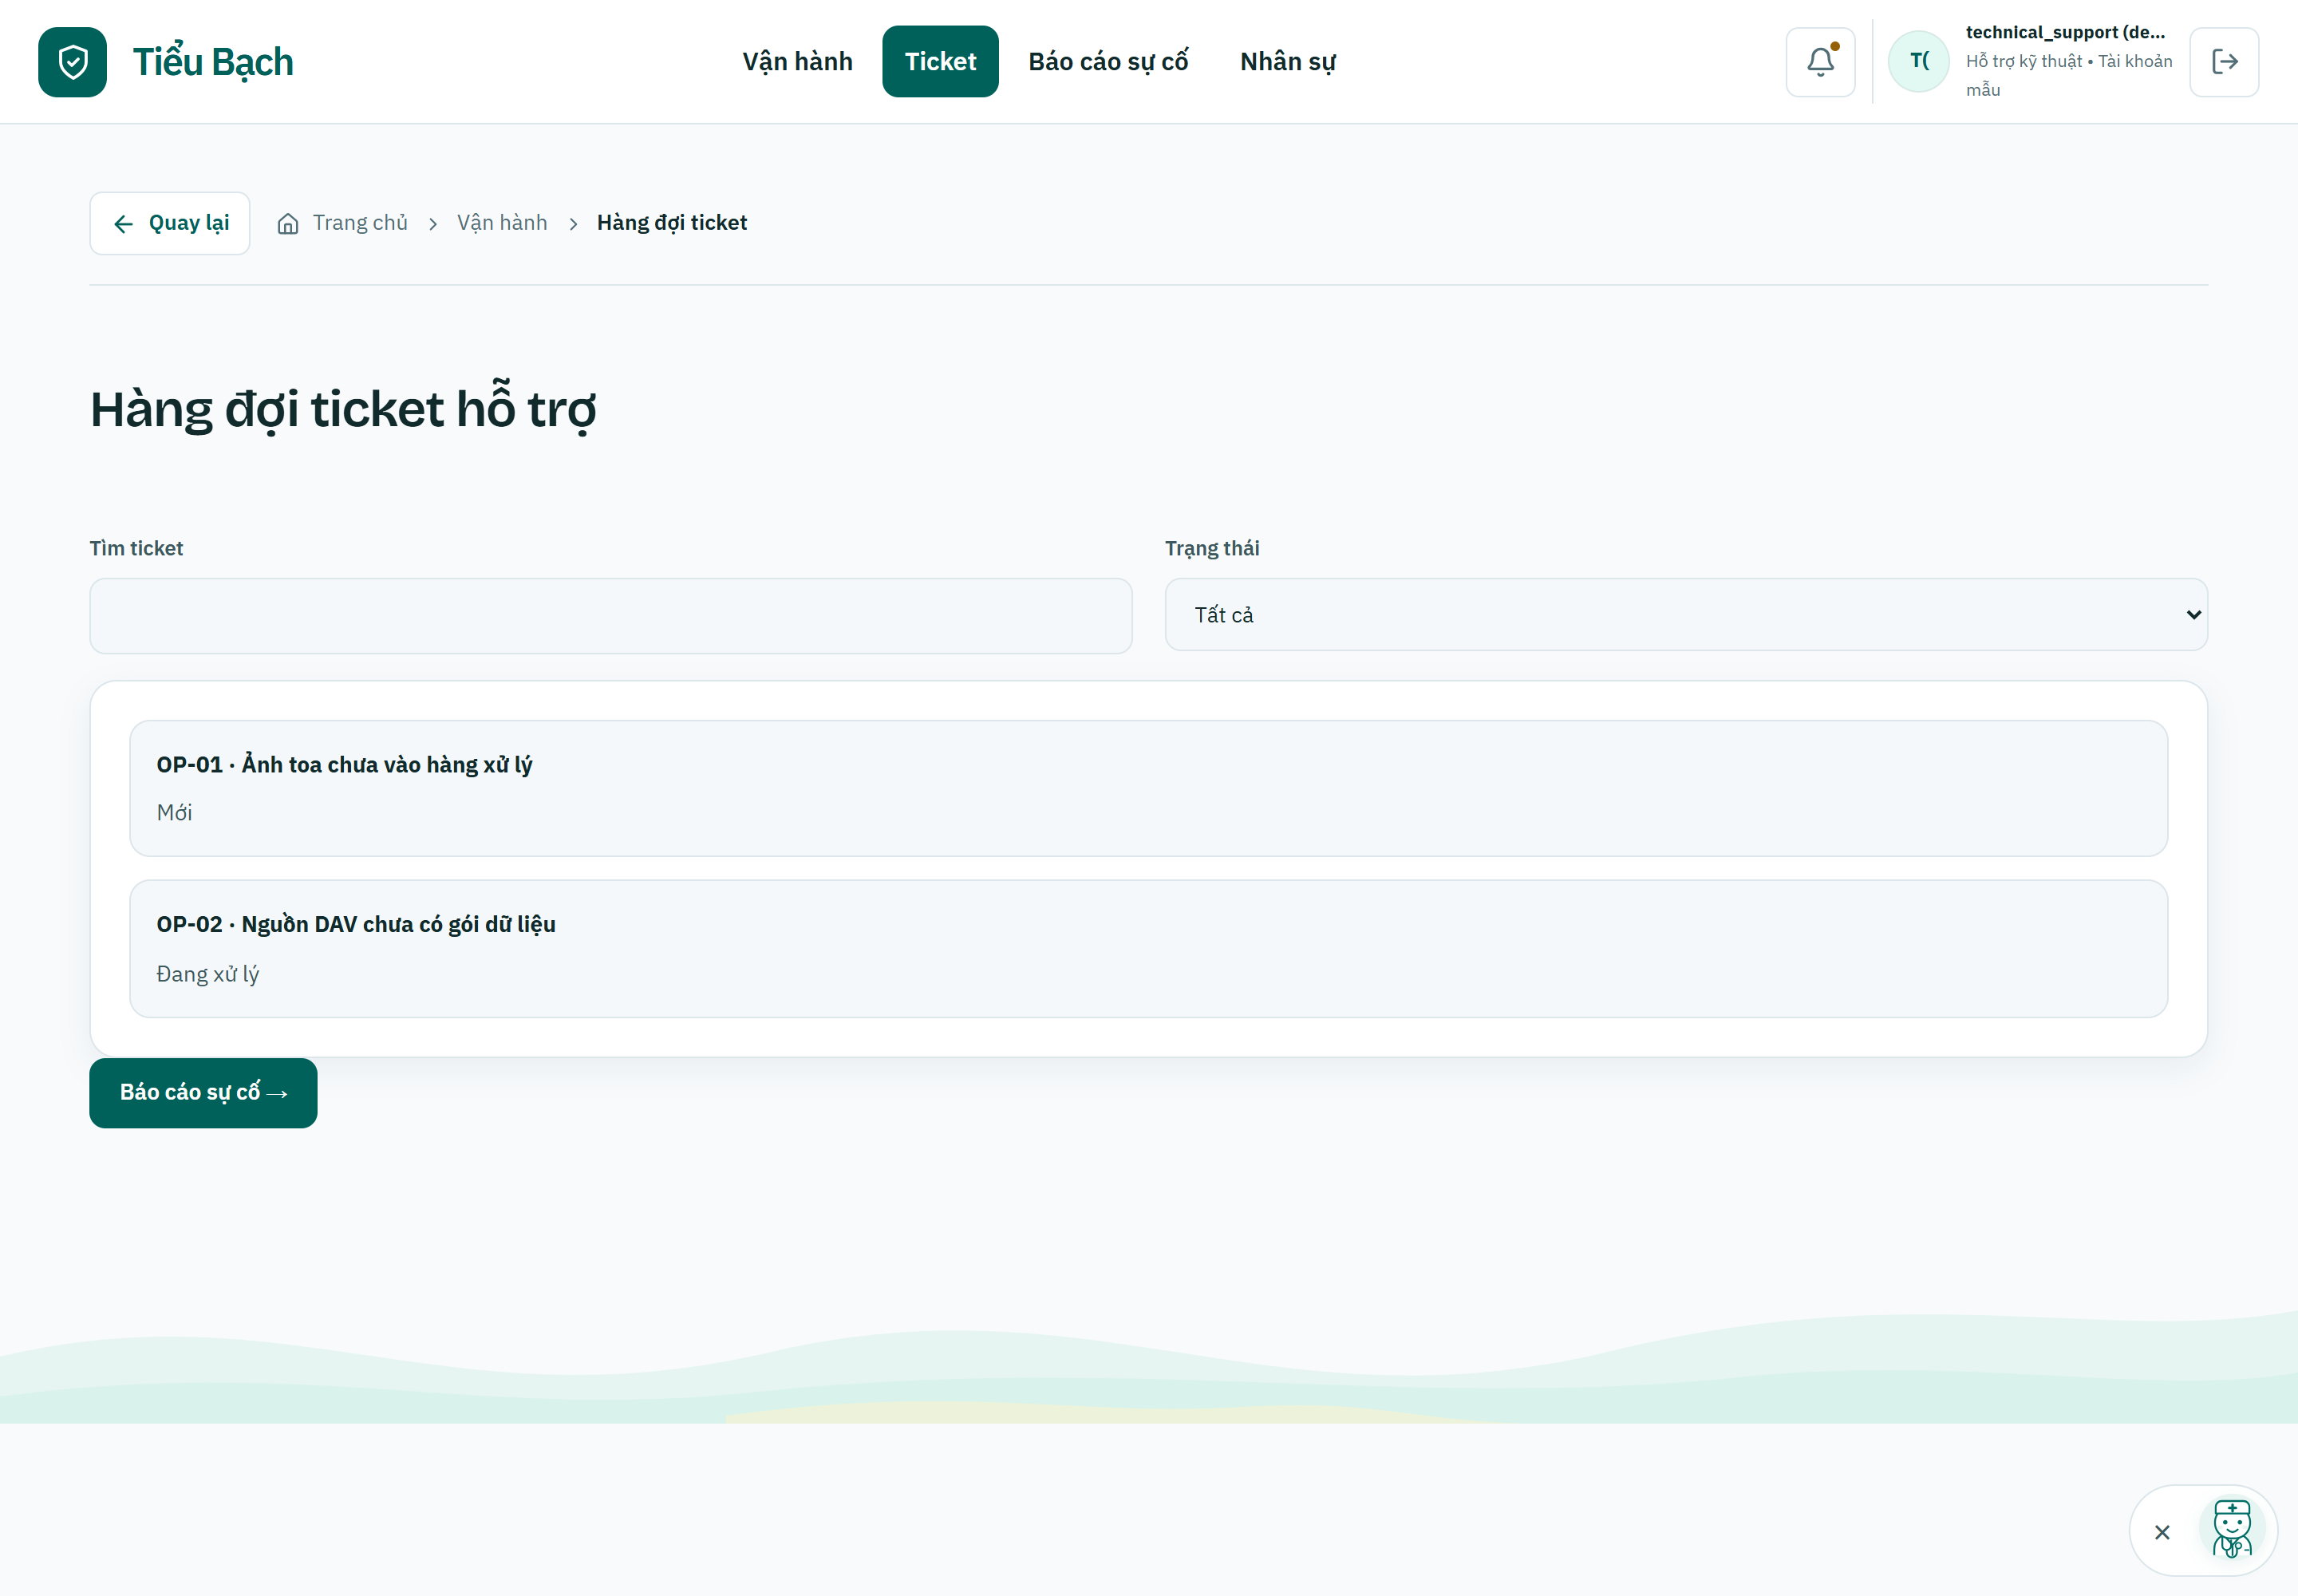 Tiểu Bạch
Vận hành
Ticket
Báo cáo sự cố
Nhân sự
T(
technical_support (de...
Hỗ trợ kỹ thuật • Tài khoản
mẫu
Quay lại
Trang chủ
Vận hành
Hàng đợi ticket
Hàng đợi ticket hỗ trợ
Tìm ticket
Trạng thái
Tất cả
OP-01 · Ảnh toa chưa vào hàng xử lý
Mới
OP-02 · Nguồn DAV chưa có gói dữ liệu
Đang xử lý
Báo cáo sự cố →